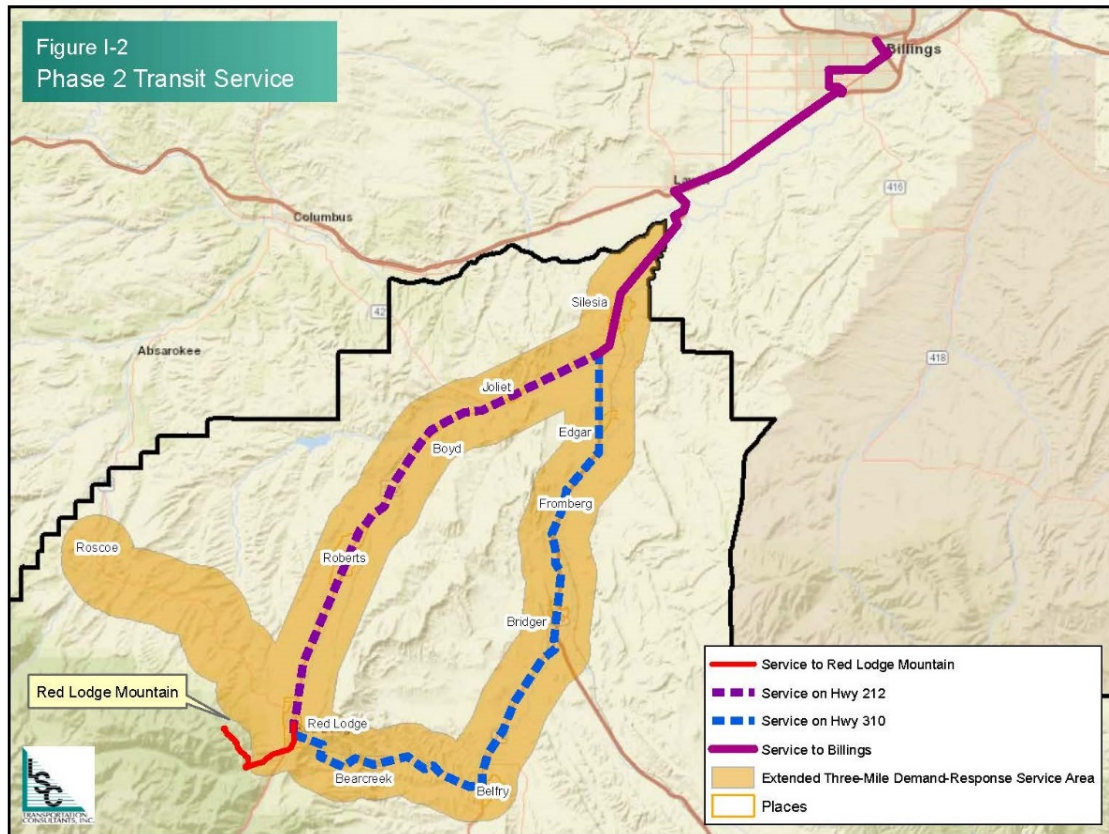 Figure I-2
Phase 2 Transit Service
Billings
416
Columbus
Silesia
Absarokee
418
Joliet
Edgar
Boyd
Fromberg
Roscoe
Roberts
Bridger
Red Lodge Mountain
Red Lodge
Bearcreek
Belfry
Service to Red Lodge Mountain
Service on Hwy 212
Service on Hwy 310
Service to Billings
Extended Three-Mile Demand-Response Service Area
Places
LSC
TRANSPORTATION
CONSULTANTS, INC.